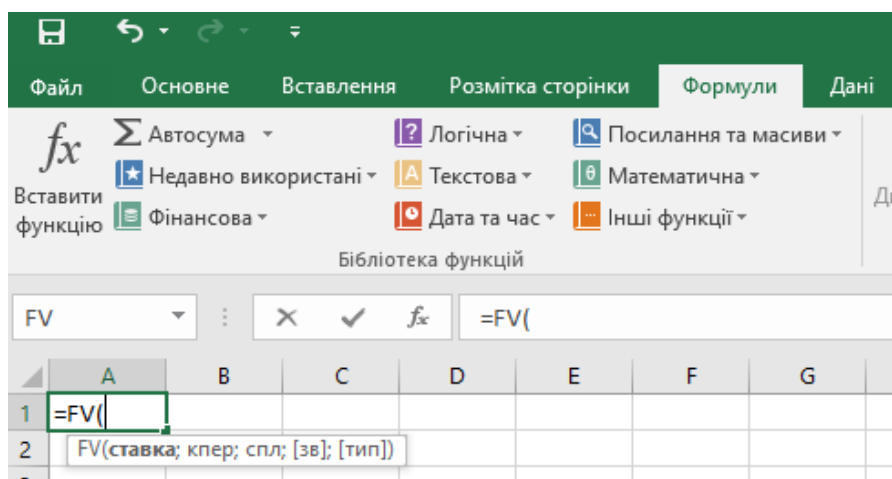 Файл Основне Вставлення Розмітка сторінки Формули Дані
fx Σ Автосума ? Логічна Посилання та масиви
Вставити Недавно використані A Текстова θ Математична
функцію Фінансова Дата та час Інші функції
Бібліотека функцій
FV fx =FV(
A B C D E F G
1 =FV(
2 FV(ставка; кпер; спл; [зв]; [тип])